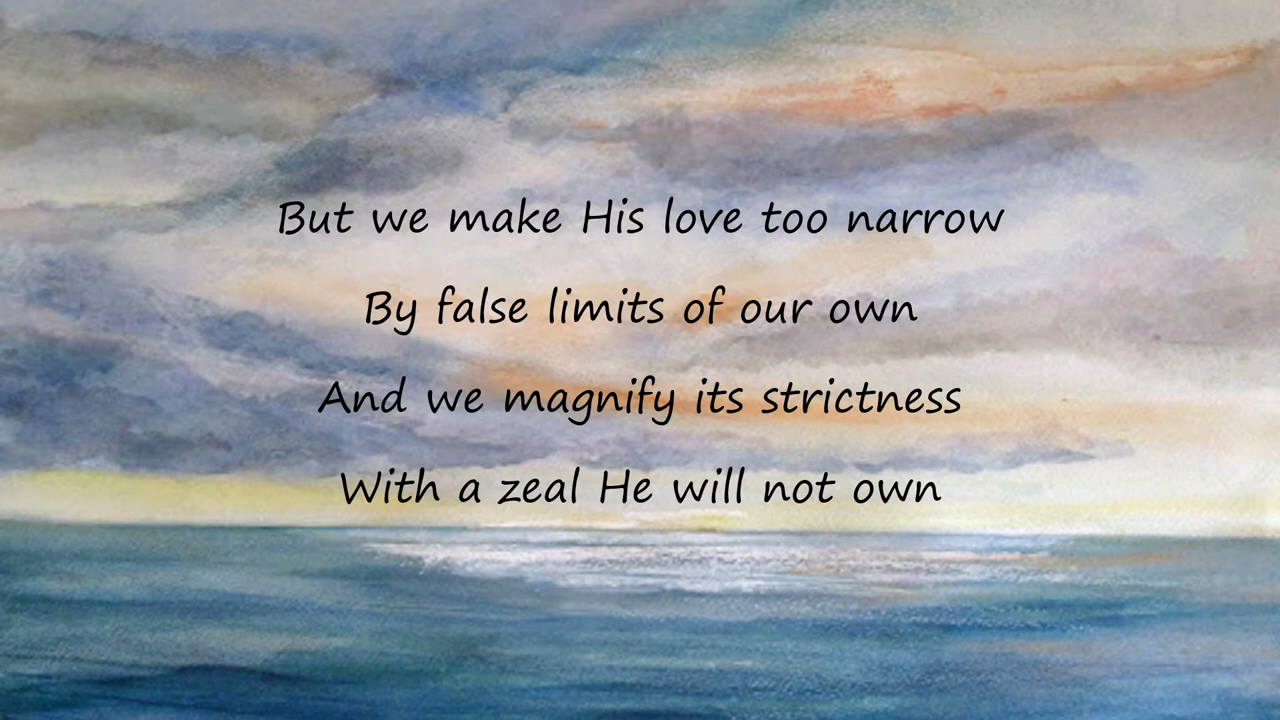 But we make His love too narrow
By false limits of our own
And we magnify its strictness
With a zeal He will not own